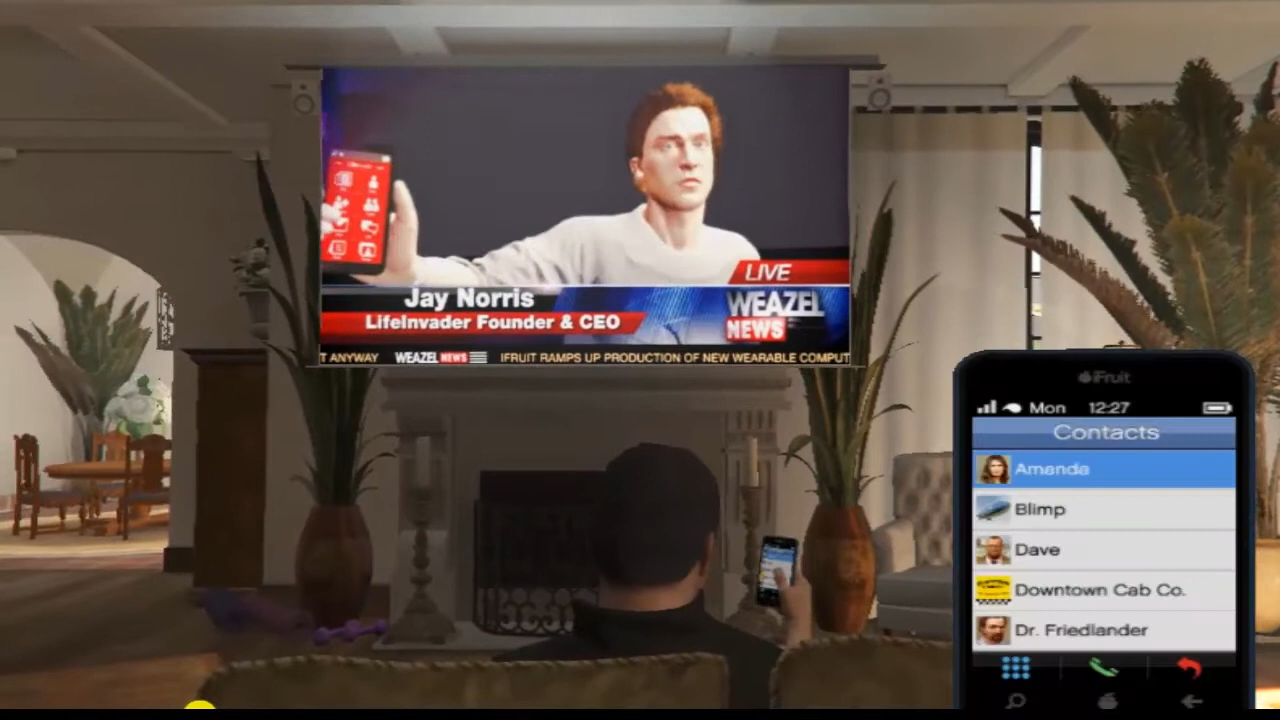 LIVE
Jay Norris
LifeInvader Founder & CEO
WEAZEL
NEWS
T ANYWAY WEAZEL NEWS IFRUIT RAMPS UP PRODUCTION OF NEW WEARABLE COMPUT
iFruit
Mon 12:27
Contacts
Amanda
Blimp
Dave
Downtown Cab Co.
Dr. Friedlander